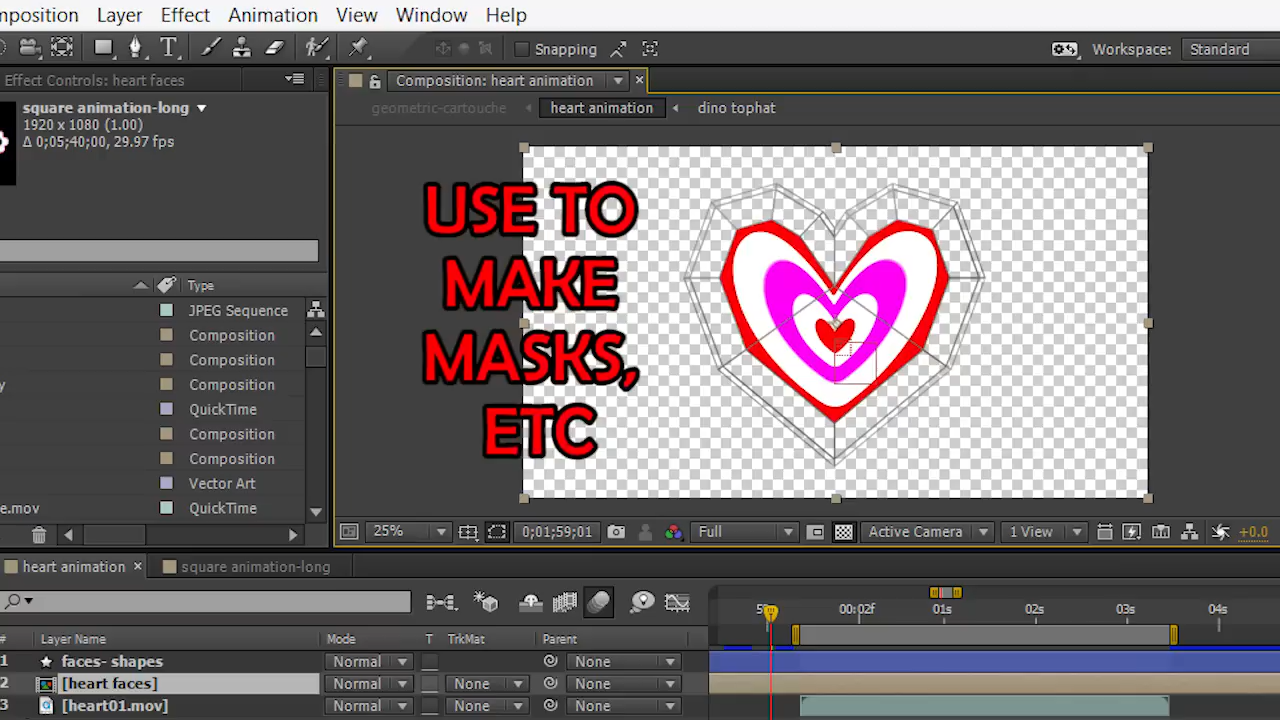 mposition Layer Effect Animation View Window Help
Snapping Workspace: Standard
Effect Controls: heart faces
Composition: heart animation
square animation-long
1920 x 1080 (1.00)
Δ 0;05;40;00, 29.97 fps
geometric-cartouche heart animation dino tophat
USE TO
MAKE
MASKS,
ETC
Type
JPEG Sequence
Composition
Composition
y Composition
QuickTime
Composition
Composition
Vector Art
e.mov QuickTime
25% 0;01;59;01 Full Active Camera 1 View +0.0
heart animation square animation-long
00:02f 01s 02s 03s 04s
# Layer Name Mode T TrkMat Parent
1 faces- shapes Normal None
2 [heart faces] Normal None None
3 [heart01.mov] Normal None None